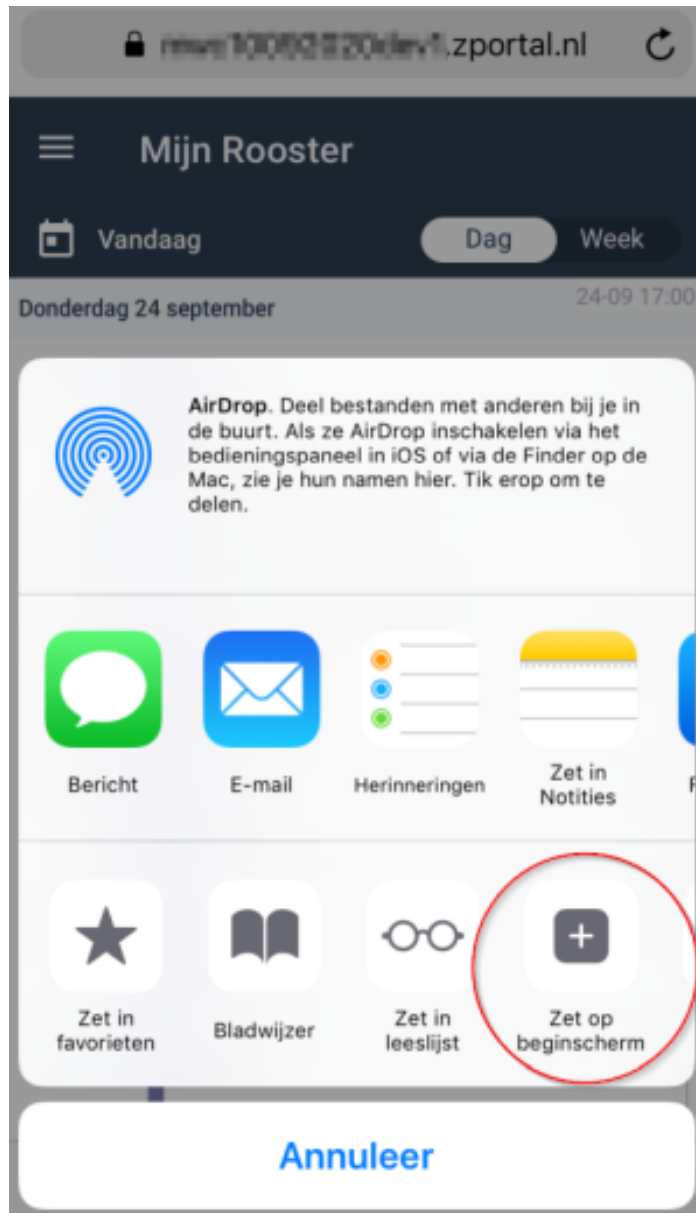 .zportal.nl
Mijn Rooster
Vandaag
Dag
Week
Donderdag 24 september
24-09 17:00
AirDrop. Deel bestanden met anderen bij je in
de buurt. Als ze AirDrop inschakelen via het
bedieningspaneel in iOS of via de Finder op de
Mac, zie je hun namen hier. Tik erop om te
delen.
Bericht
E-mail
Herinneringen
Zet in
Notities
Zet in
favorieten
Bladwijzer
Zet in
leeslijst
Zet op
beginscherm
Annuleer